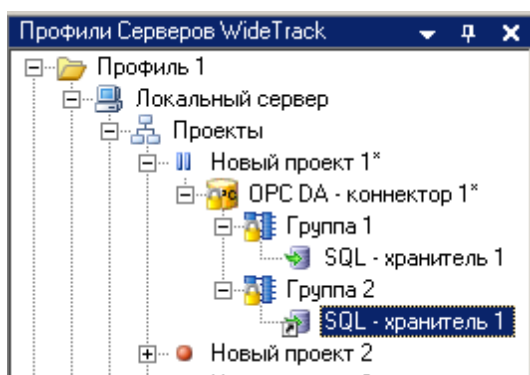 Профили Серверов WideTrack
Профиль 1
Локальный сервер
Проекты
Новый проект 1*
OPC DA - коннектор 1*
Группа 1
SQL - хранитель 1
Группа 2
SQL - хранитель 1
Новый проект 2